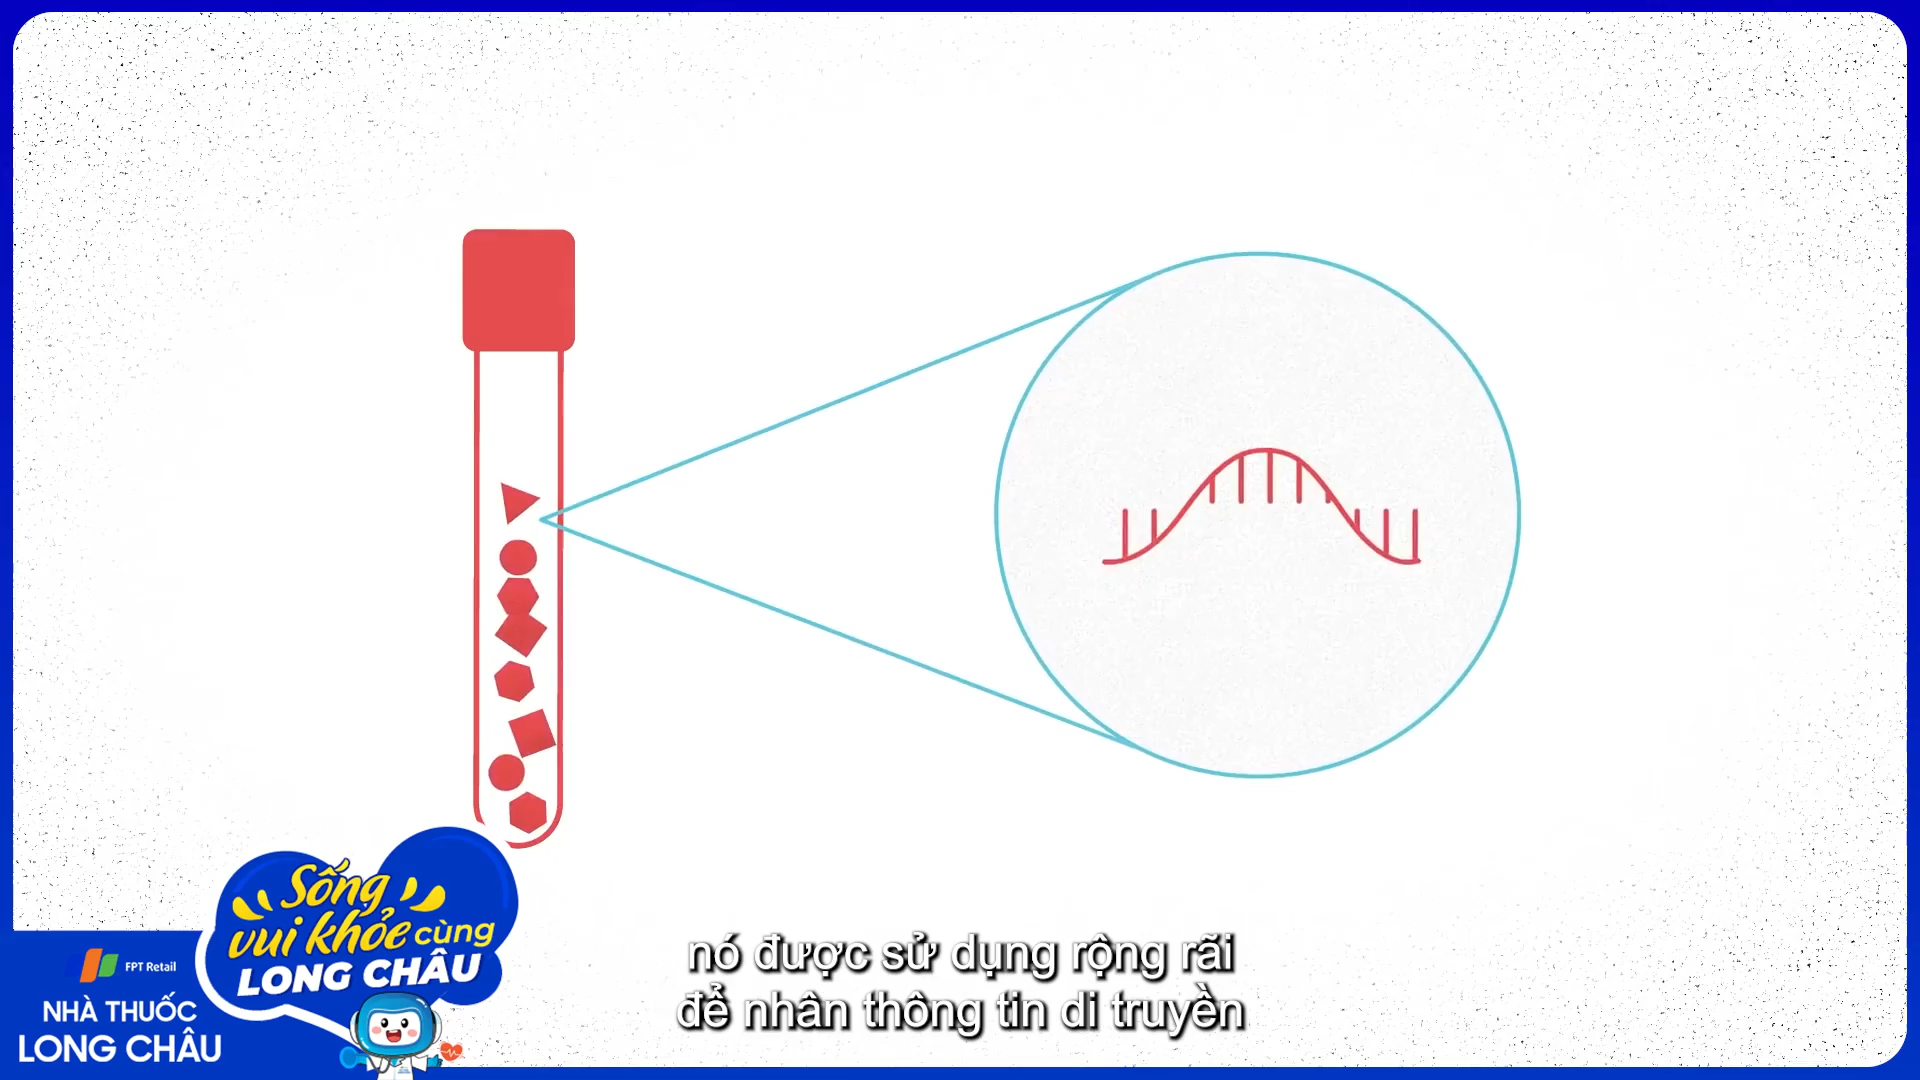 Sống
vui khỏe cùng
LONG CHÂU
FPT Retail
NHÀ THUỐC
LONG CHÂU
nó được sử dụng rộng rãi
để nhân thông tin di truyền